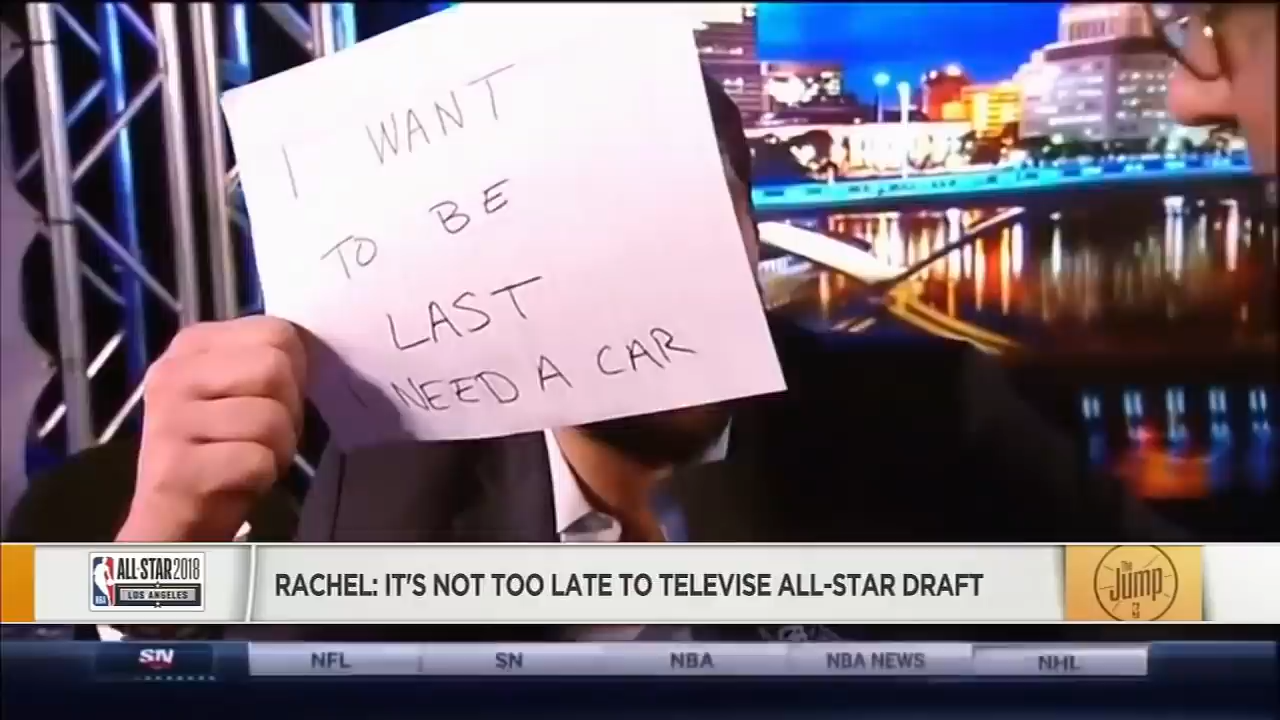 I WANT
TO BE
LAST
I NEED A CAR
ALL-STAR 2018
NBA
LOS ANGELES
RACHEL: IT'S NOT TOO LATE TO TELEVISE ALL-STAR DRAFT
The
Jump
SN
NFL
SN
NBA
NBA NEWS
NHL